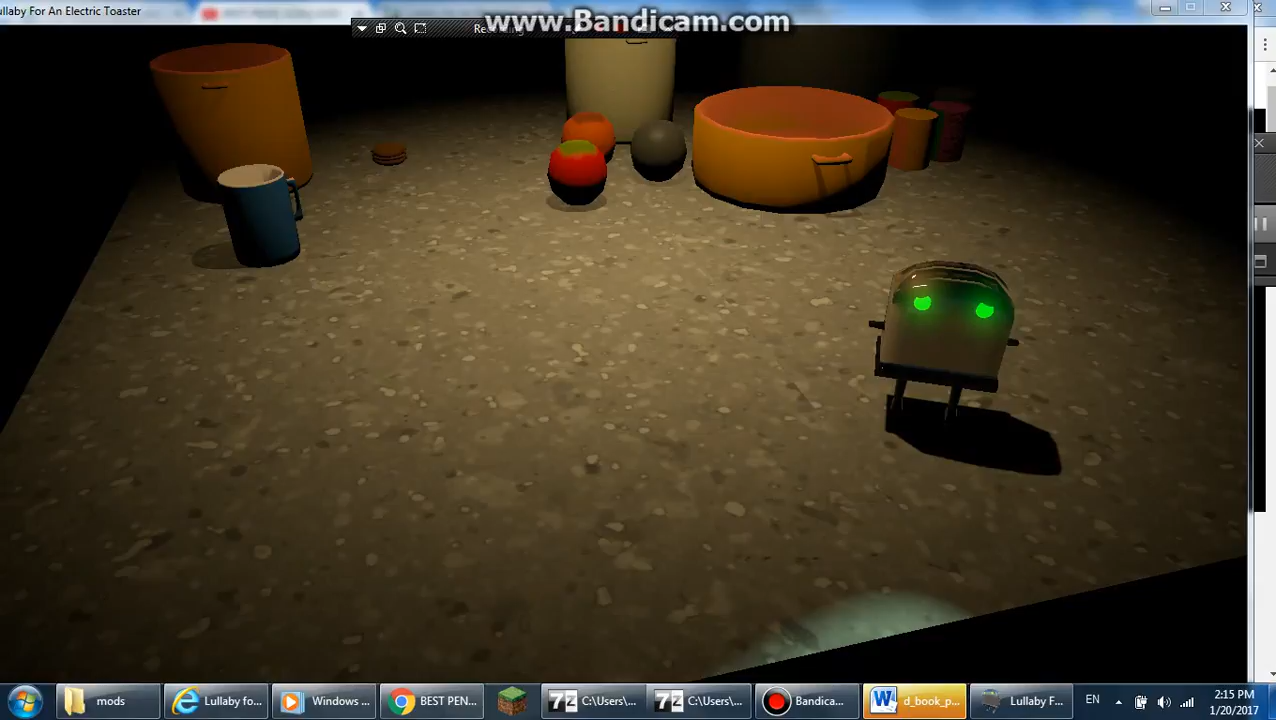 ullaby For An Electric Toaster
www.Bandicam.com
mods
Lullaby fo...
Windows ...
BEST PEN...
C:\Users\...
C:\Users\...
Bandica...
d_book_p...
Lullaby F...
EN
2:15 PM
1/20/2017